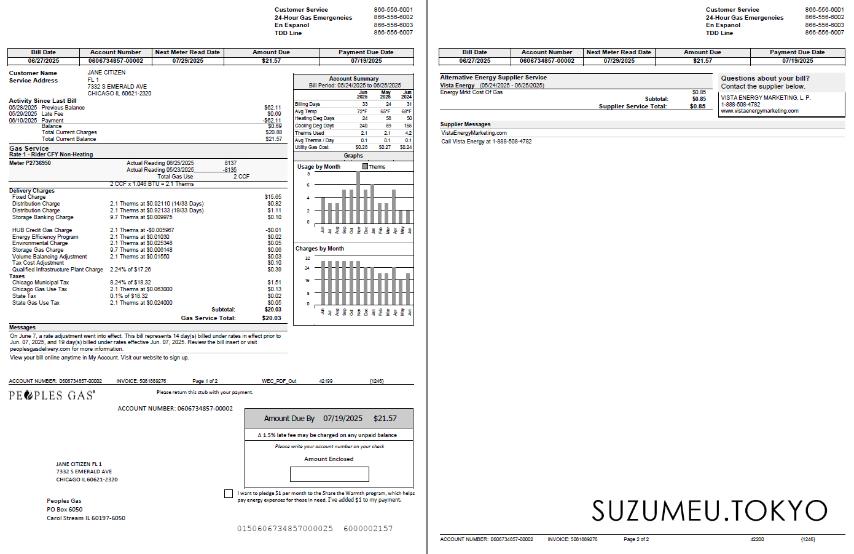 Customer Service 866-556-6001
24-Hour Gas Emergencies 866-556-6002
En Espanol 866-556-6003
TDD Line 866-556-6007
Bill Date Account Number Next Meter Read Date Amount Due Payment Due Date
06/27/2025 0606734857-00002 07/29/2025 $21.57 07/19/2025
Customer Name JANE CITIZEN
Service Address FL 1
7332 S EMERALD AVE
CHICAGO IL 60621-2320
Activity Since Last Bill
05/28/2025 Previous Balance $62.11
05/29/2025 Late Fee $0.69
06/10/2025 Payment -$62.11
Balance $0.69
Total Current Charges $20.88
Total Current Balance $21.57
Gas Service
Rate 1 - Rider CFY Non-Heating
Meter P2736550 Actual Reading 06/25/2025 8137
Actual Reading 05/23/2025 -8135
Total Gas Use 2 CCF
2 CCF x 1.046 BTU = 2.1 Therms
Delivery Charges
Fixed Charge $15.65
Distribution Charge 2.1 Therms at $0.92110 (14/33 Days) $0.82
Distribution Charge 2.1 Therms at $0.92133 (19/33 Days) $1.11
Storage Banking Charge 9.7 Therms at $0.009975 $0.10
HUB Credit Gas Charge 2.1 Therms at -$0.005967 -$0.01
Energy Efficiency Program 2.1 Therms at $0.01030 $0.02
Environmental Charge 2.1 Therms at $0.025348 $0.05
Storage Gas Charge 9.7 Therms at $0.006148 $0.06
Volume Balancing Adjustment 2.1 Therms at $0.01550 $0.03
Tax Cost Adjustment $0.10
Qualified Infrastructure Plant Charge 2.24% of $17.26 $0.39
Taxes
Chicago Municipal Tax 8.24% of $18.32 $1.51
Chicago Gas Use Tax 2.1 Therms at $0.063000 $0.13
State Tax 0.1% of $18.32 $0.02
State Gas Use Tax 2.1 Therms at $0.024000 $0.05
Subtotal: $20.03
Gas Service Total: $20.03
Messages
On June 7, a rate adjustment went into effect. This bill represents 14 day(s) billed under rates in effect prior to
Jun. 07, 2025, and 19 day(s) billed under rates effective Jun. 07, 2025. Review the bill insert or visit
peoplesgasdelivery.com for more information.
View your bill online anytime in My Account. Visit our website to sign up.
Account Summary
Bill Period: 05/24/2025 to 06/25/2025
Jun 2025 May 2025 Jun 2024
Billing Days 33 24 31
Avg Temp 72°F 65°F 68°F
Heating Deg Days 24 58 50
Cooling Deg Days 240 69 156
Therms Used 2.1 2.1 4.2
Avg Therms / Day 0.1 0.1 0.1
Utility Gas Cost: $0.26 $0.27 $0.24
Graphs
Usage by Month Therms
Charges by Month
ACCOUNT NUMBER: 0606734857-00002 INVOICE: 5081889276 Page 1 of 2 WEC_PDF_Out 42199 (1245)
PEOPLES GAS
Please return this stub with your payment.
ACCOUNT NUMBER: 0606734857-00002
Amount Due By 07/19/2025 $21.57
A 1.5% late fee may be charged on any unpaid balance
Please write your account number on your check
Amount Enclosed
I want to pledge $1 per month to the Share the Warmth program, which helps
pay energy expenses for those in need. I've added $1 to my payment.
JANE CITIZEN FL 1
7332 S EMERALD AVE
CHICAGO IL 60621-2320
Peoples Gas
PO Box 6050
Carol Stream IL 60197-6050
0150606734857000025 6000002157
Customer Service 866-556-6001
24-Hour Gas Emergencies 866-556-6002
En Espanol 866-556-6003
TDD Line 866-556-6007
Bill Date Account Number Next Meter Read Date Amount Due Payment Due Date
06/27/2025 0606734857-00002 07/29/2025 $21.57 07/19/2025
Alternative Energy Supplier Service
Vista Energy (05/24/2025 - 06/25/2025)
Energy Mrkt Cost Of Gas $0.85
Subtotal: $0.85
Supplier Service Total: $0.85
Questions about your bill?
Contact the supplier below.
VISTA ENERGY MARKETING, L. P.
1-888-508-4782
www.vistaenergymarketing.com
Supplier Messages
VistaEnergyMarketing.com
Call Vista Energy at 1-888-508-4782
SUZUMEU.TOKYO
ACCOUNT NUMBER: 0606734857-00002 INVOICE: 5081889276 Page 2 of 2 42200 (1245)